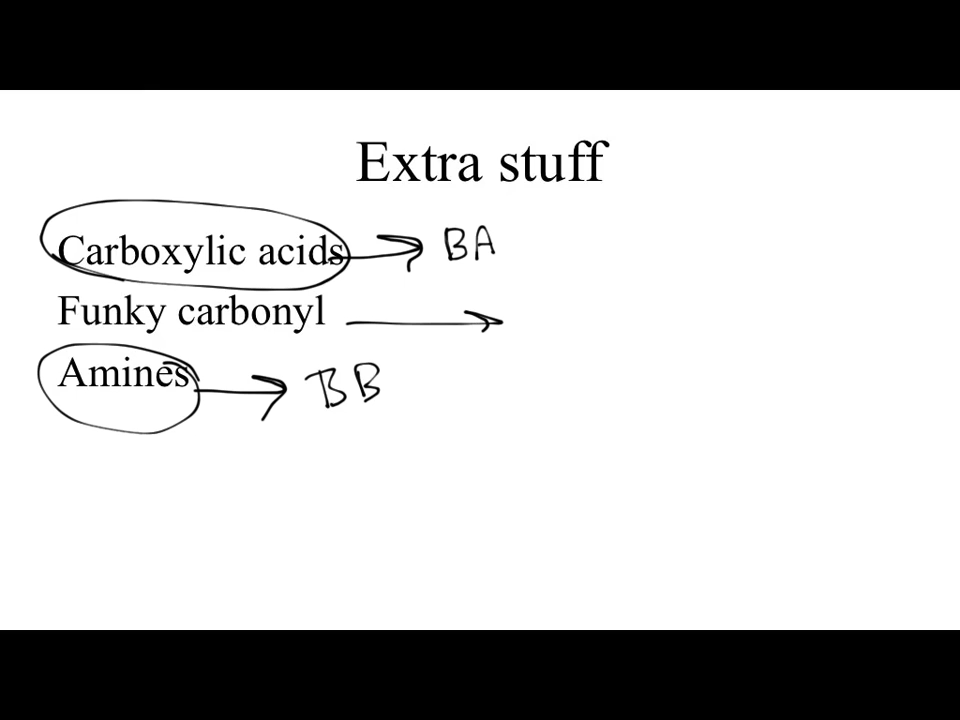 Extra stuff
Carboxylic acids → BA
Funky carbonyl →
Amines → BB